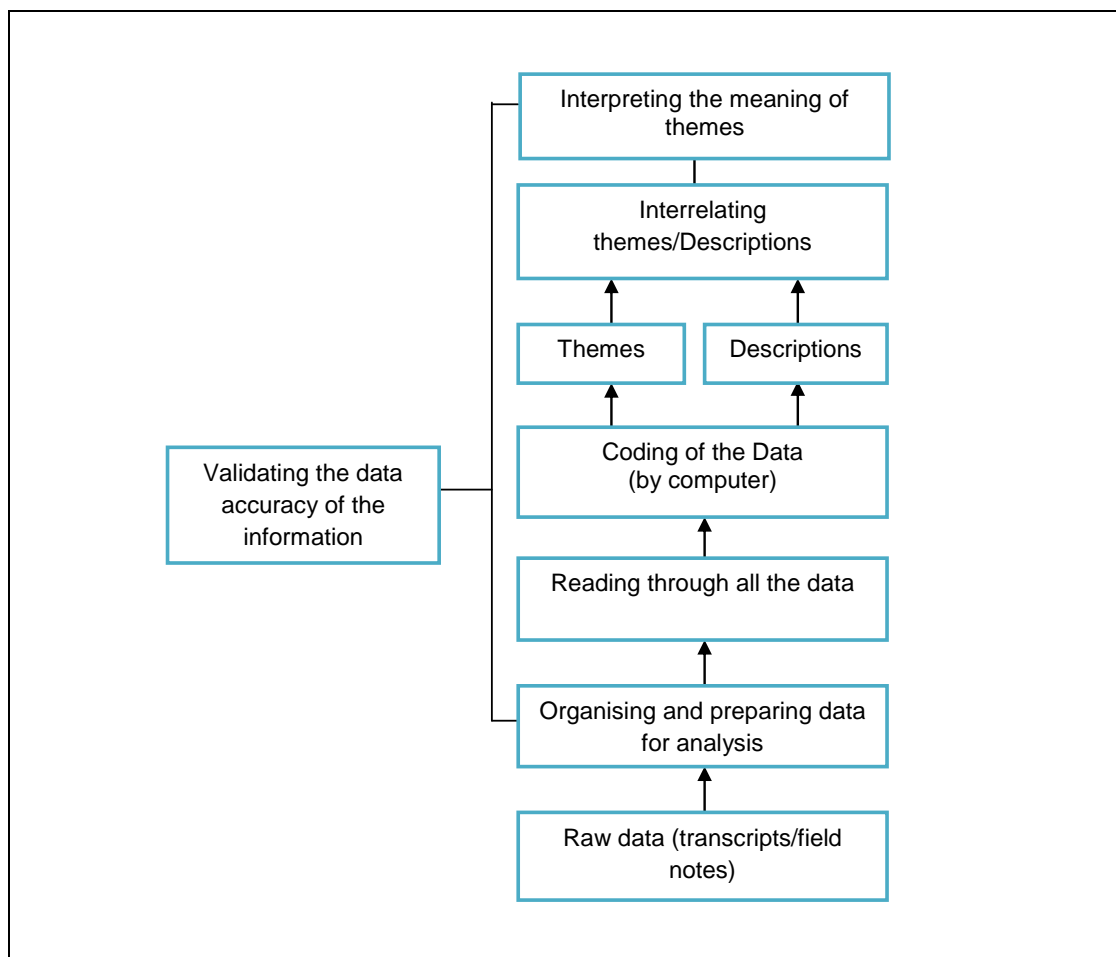 Interpreting the meaning of
themes
Interrelating
themes/Descriptions
Themes
Descriptions
Coding of the Data
(by computer)
Validating the data
accuracy of the
information
Reading through all the data
Organising and preparing data
for analysis
Raw data (transcripts/field
notes)